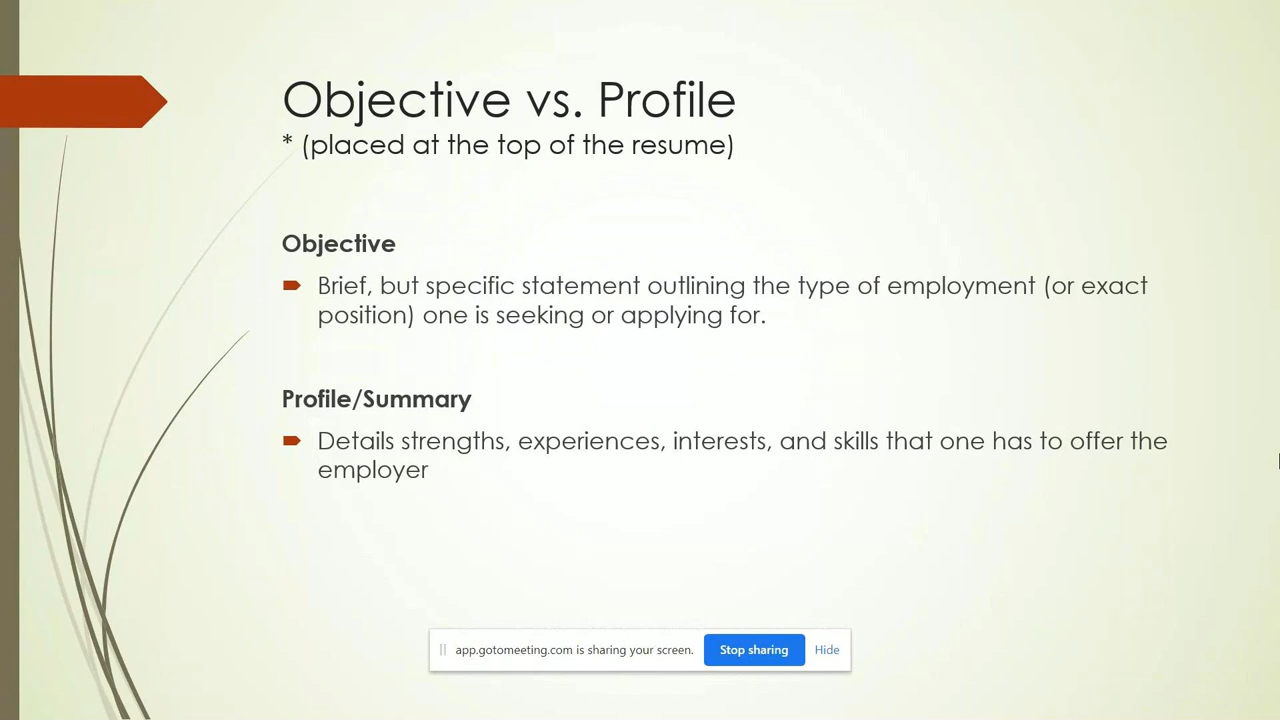 Objective vs. Profile
* (placed at the top of the resume)
Objective
Brief, but specific statement outlining the type of employment (or exact
position) one is seeking or applying for.
Profile/Summary
Details strengths, experiences, interests, and skills that one has to offer the
employer
app.gotomeeting.com is sharing your screen. Stop sharing Hide